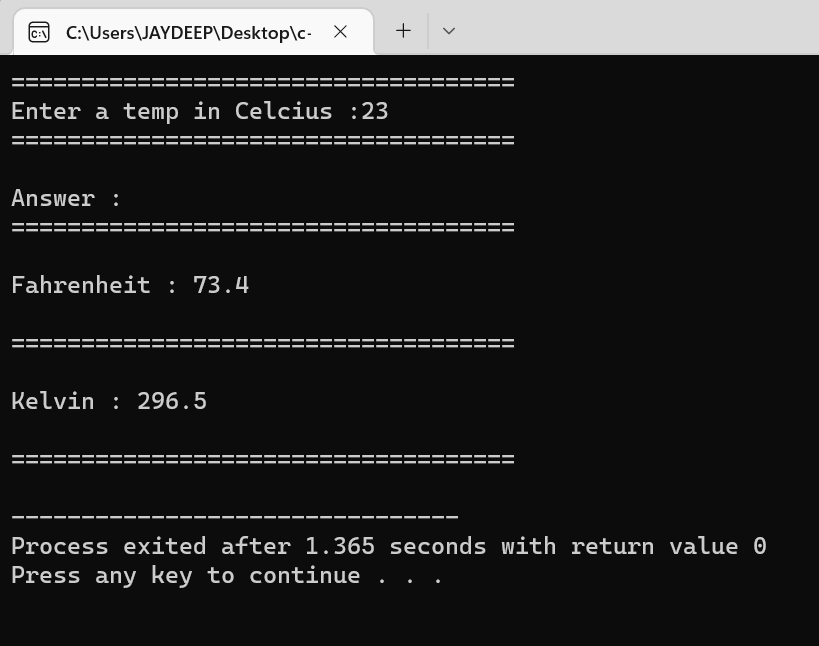 C:\Users\JAYDEEP\Desktop\c-
====================================
Enter a temp in Celcius :23
====================================
Answer :
====================================
Fahrenheit : 73.4
====================================
Kelvin : 296.5
====================================
--------------------------------
Process exited after 1.365 seconds with return value 0
Press any key to continue . . .